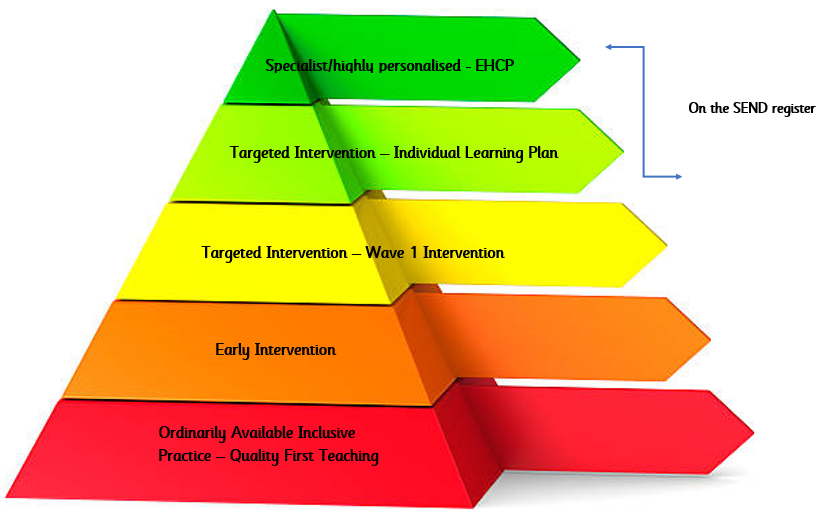 Specialist/highly personalised - EHCP
On the SEND register
Targeted Intervention – Individual Learning Plan
Targeted Intervention – Wave 1 Intervention
Early Intervention
Ordinarily Available Inclusive
Practice – Quality First Teaching